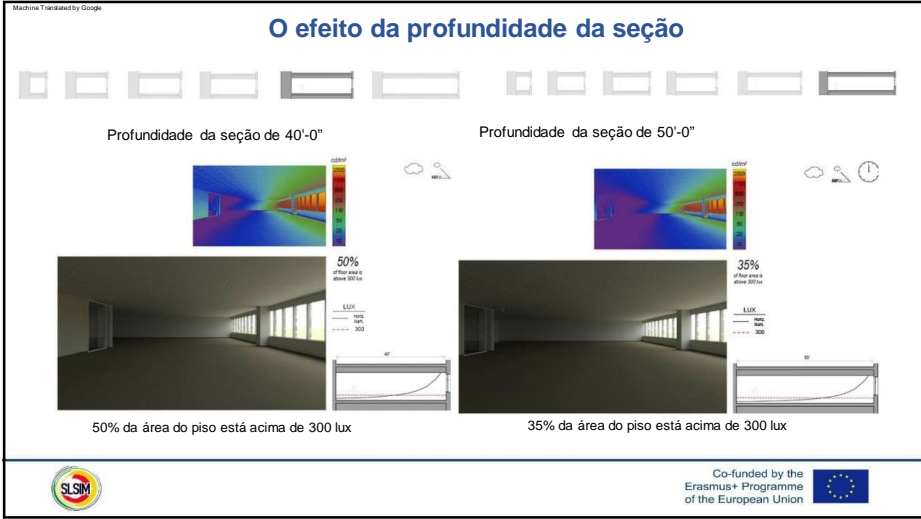 Machine Translated by Google
O efeito da profundidade da seção
Profundidade da seção de 40'-0”
Profundidade da seção de 50'-0”
cd/m²
50%
of floor area is
above 300 lux
LUX
Horiz.
Illum.
300
40'
50% da área do piso está acima de 300 lux
cd/m²
35%
of floor area is
above 300 lux
LUX
Horiz.
Illum.
300
50'
35% da área do piso está acima de 300 lux
SLSIM
Co-funded by the
Erasmus+ Programme
of the European Union